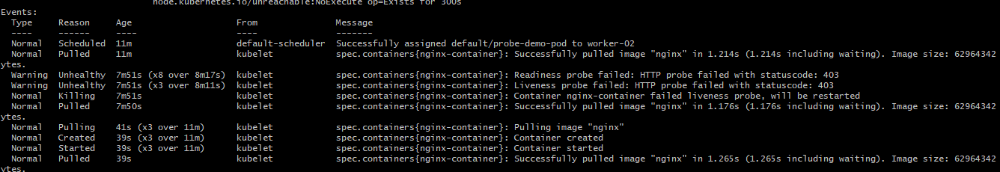 node.kubernetes.io/unreachable:NoExecute op=Exists for 300s
Events:
  Type     Reason     Age                    From               Message
  ----     ------     ----                   ----               -------
  Normal   Scheduled  11m                    default-scheduler  Successfully assigned default/probe-demo-pod to worker-02
  Normal   Pulled     11m                    kubelet            spec.containers{nginx-container}: Successfully pulled image "nginx" in 1.214s (1.214s including waiting). Image size: 62964342
ytes.
  Warning  Unhealthy  7m51s (x8 over 8m17s)  kubelet            spec.containers{nginx-container}: Readiness probe failed: HTTP probe failed with statuscode: 403
  Warning  Unhealthy  7m51s (x3 over 8m11s)  kubelet            spec.containers{nginx-container}: Liveness probe failed: HTTP probe failed with statuscode: 403
  Normal   Killing    7m51s                  kubelet            spec.containers{nginx-container}: Container nginx-container failed liveness probe, will be restarted
  Normal   Pulled     7m50s                  kubelet            spec.containers{nginx-container}: Successfully pulled image "nginx" in 1.176s (1.176s including waiting). Image size: 62964342
ytes.
  Normal   Pulling    41s (x3 over 11m)      kubelet            spec.containers{nginx-container}: Pulling image "nginx"
  Normal   Created    39s (x3 over 11m)      kubelet            spec.containers{nginx-container}: Container created
  Normal   Started    39s (x3 over 11m)      kubelet            spec.containers{nginx-container}: Container started
  Normal   Pulled     39s                    kubelet            spec.containers{nginx-container}: Successfully pulled image "nginx" in 1.265s (1.265s including waiting). Image size: 62964342
ytes.